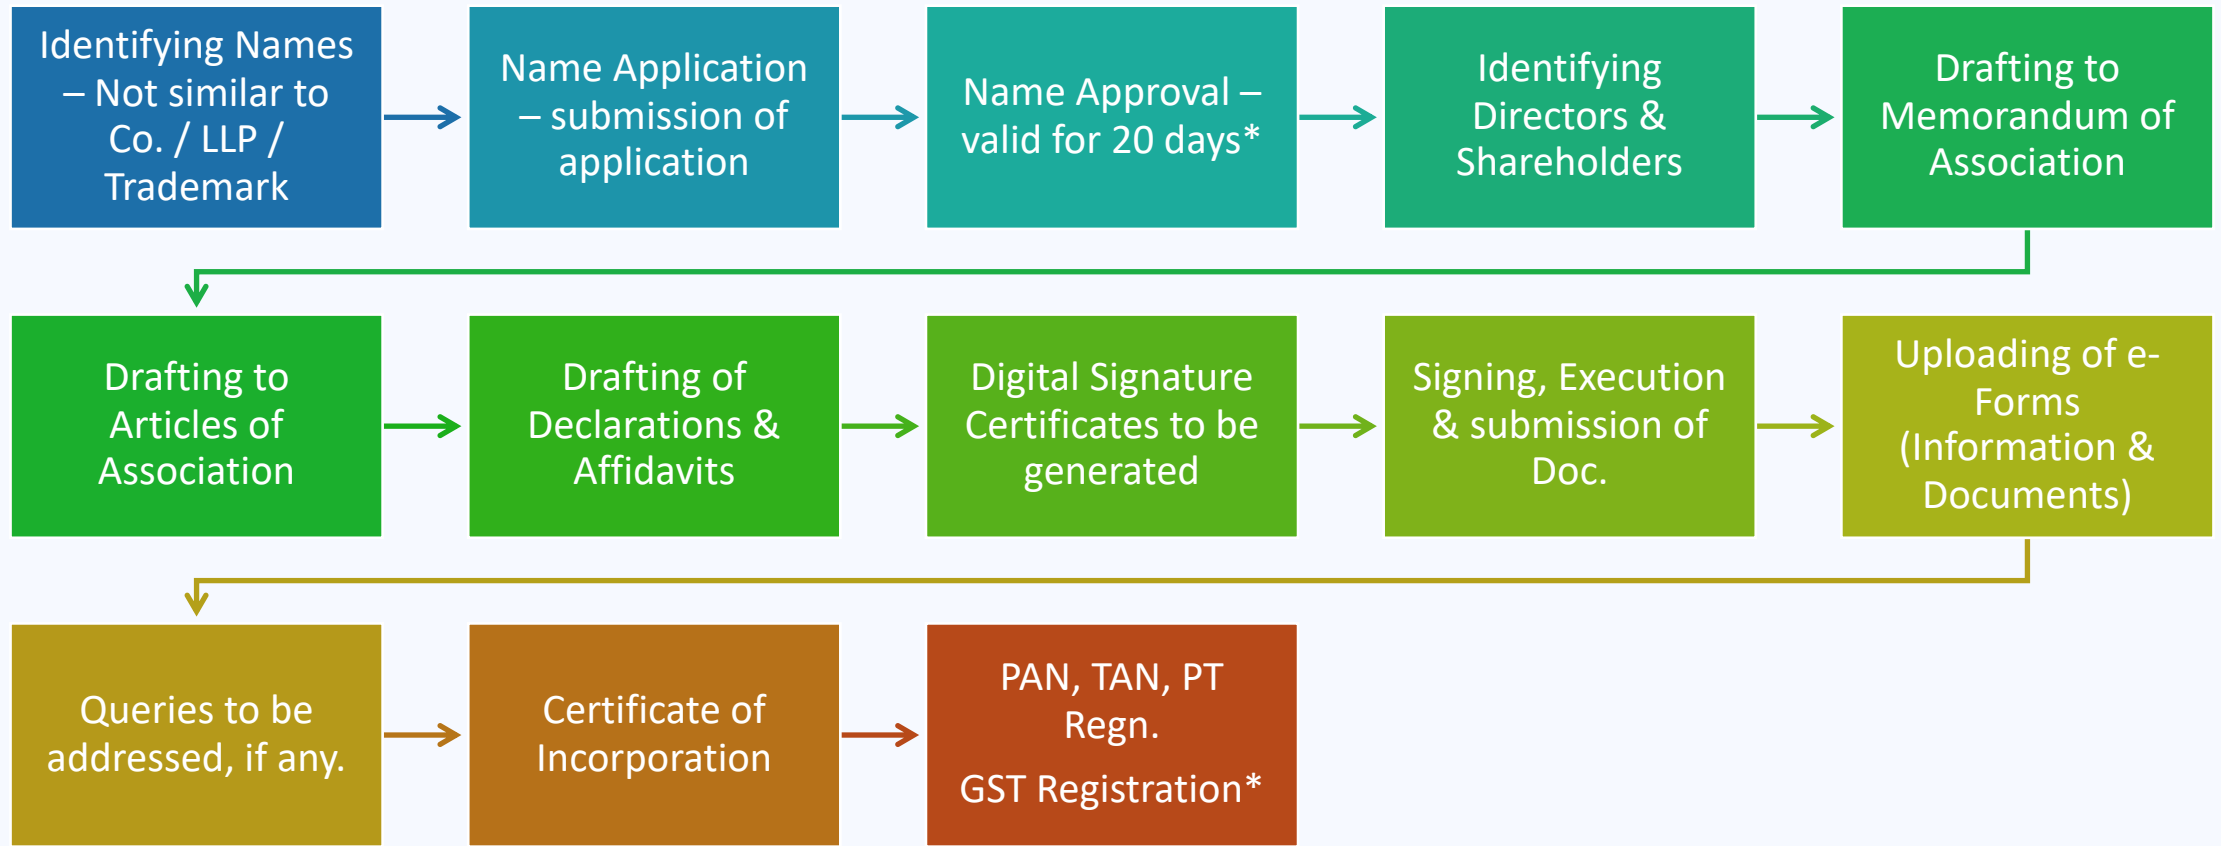 Identifying Names
– Not similar to
Co. / LLP /
Trademark
Name Application
– submission of
application
Name Approval –
valid for 20 days*
Identifying
Directors &
Shareholders
Drafting to
Memorandum of
Association
Drafting to
Articles of
Association
Drafting of
Declarations &
Affidavits
Digital Signature
Certificates to be
generated
Signing, Execution
& submission of
Doc.
Uploading of e-
Forms
(Information &
Documents)
Queries to be
addressed, if any.
Certificate of
Incorporation
PAN, TAN, PT
Regn.
GST Registration*